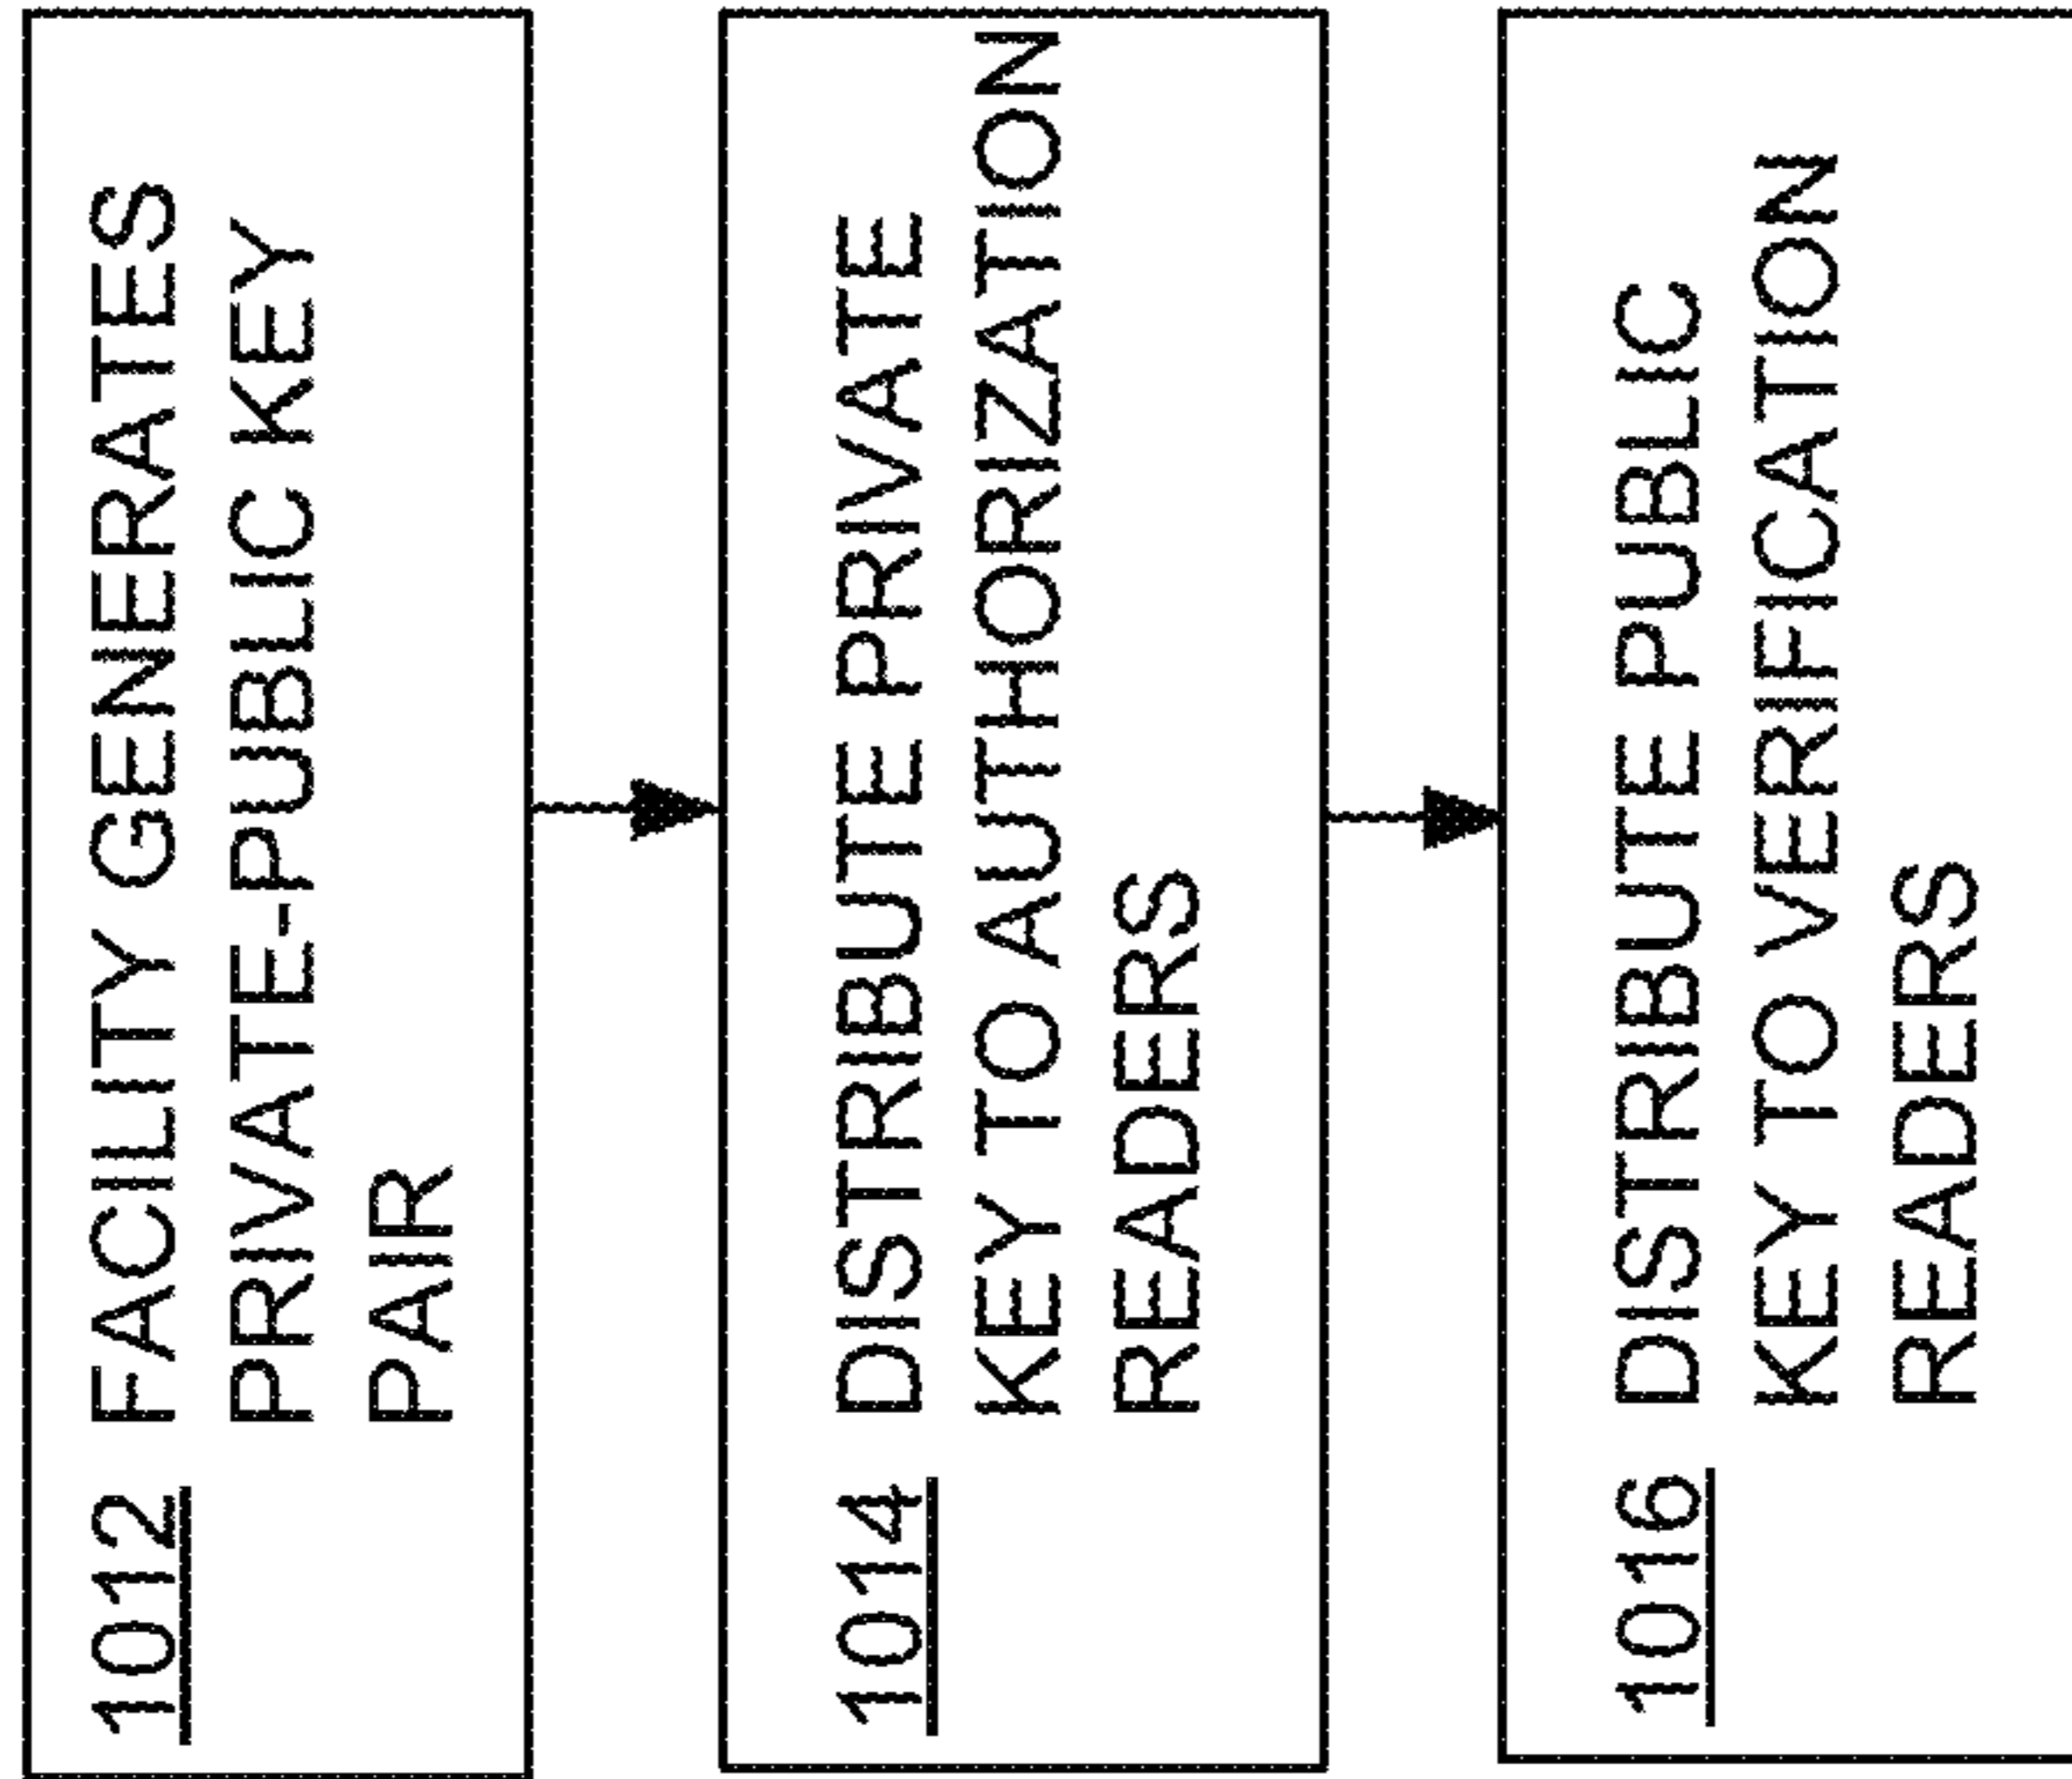 1012 FACILITY GENERATES
PRIVATE-PUBLIC KEY
PAIR
1014 DISTRIBUTE PRIVATE
KEY TO AUTHORIZATION
READERS
1016 DISTRIBUTE PUBLIC
KEY TO VERIFICATION
READERS